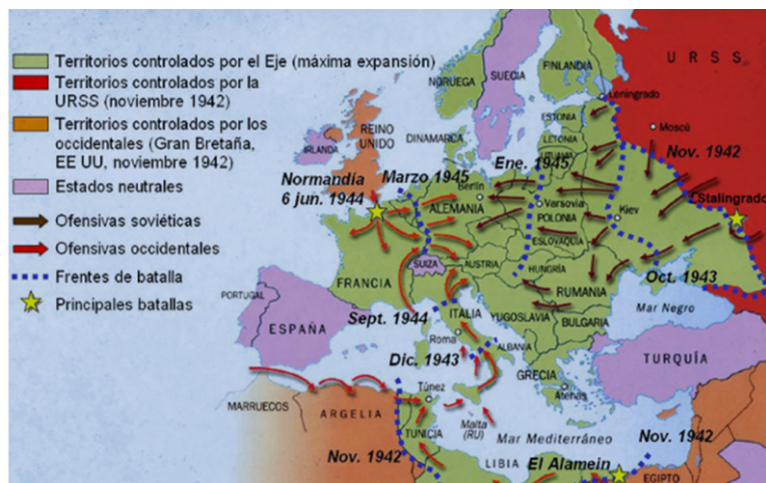 Territorios controlados por el Eje (máxima expansión)
Territorios controlados por la
URSS (noviembre 1942)
Territorios controlados por los
occidentales (Gran Bretaña,
EE UU, noviembre 1942)
Estados neutrales
Ofensivas soviéticas
Ofensivas occidentales
Frentes de batalla
Principales batallas
URSS
FINLANDIA
SUECIA
NORUEGA
Leningrado
ESTONIA
Moscú
LETONIA
LITUANIA
REINO
UNIDO
IRLANDA
DINAMARCA
Nov. 1942
Ene. 1945
Marzo 1945
Normandía
6 jun. 1944
Berlín
ALEMANIA
Varsovia
POLONIA
Kiev
Stalingrado
ESLOVAQUIA
SUIZA
AUSTRIA
HUNGRÍA
Oct. 1943
FRANCIA
RUMANIA
Mar Negro
Sept. 1944
ITALIA
YUGOSLAVIA
BULGARIA
PORTUGAL
ESPAÑA
Roma
ALBANIA
TURQUÍA
Dic. 1943
GRECIA
Atenas
Túnez
MARRUECOS
ARGELIA
TUNICIA
Malta
(RU)
Mar Mediterráneo
Nov. 1942
Nov. 1942
LIBIA
El Alamein
EGIPTO